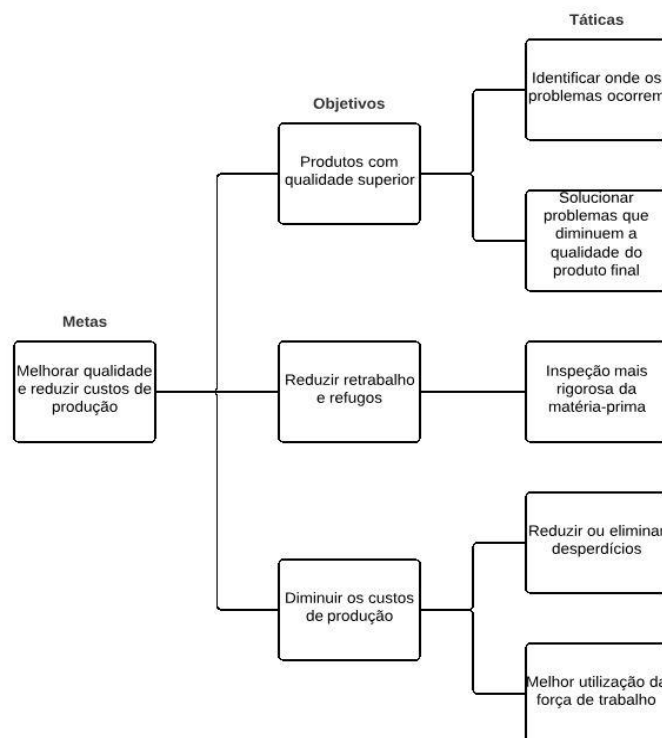 Táticas
Identificar onde os
problemas ocorrem
Objetivos
Produtos com
qualidade superior
Solucionar
problemas que
diminuem a
qualidade do
produto final
Metas
Melhorar qualidade
e reduzir custos de
produção
Reduzir retrabalho
e refugos
Inspeção mais
rigorosa da
matéria-prima
Reduzir ou eliminar
desperdícios
Diminuir os custos
de produção
Melhor utilização da
força de trabalho